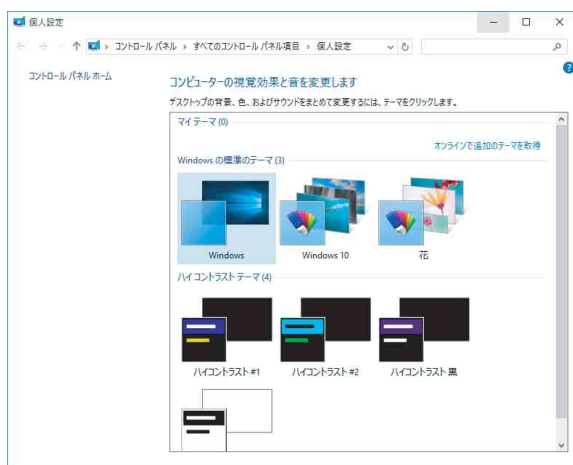 個人設定
コントロール パネル › すべてのコントロール パネル項目 › 個人設定
コントロール パネル ホーム
コンピューターの視覚効果と音を変更します
デスクトップの背景、色、およびサウンドをまとめて変更するには、テーマをクリックします。
マイ テーマ (0)
オンラインで追加のテーマを取得
Windows の標準のテーマ (3)
Windows
Windows 10
花
ハイ コントラスト テーマ (4)
ハイコントラスト #1
ハイコントラスト #2
ハイコントラスト 黒